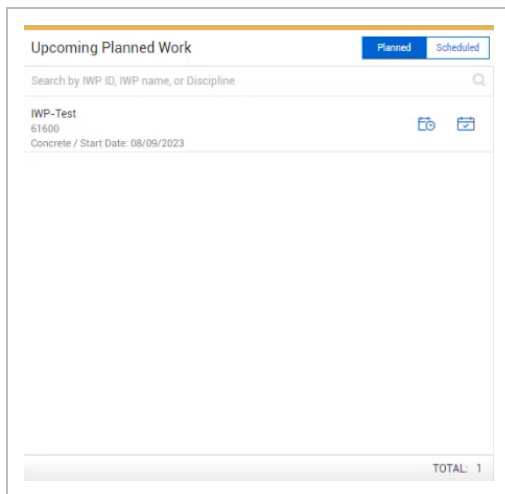 Upcoming Planned Work
Planned
Scheduled
Search by IWP ID, IWP name, or Discipline
IWP-Test
61600
Concrete / Start Date: 08/09/2023
TOTAL: 1